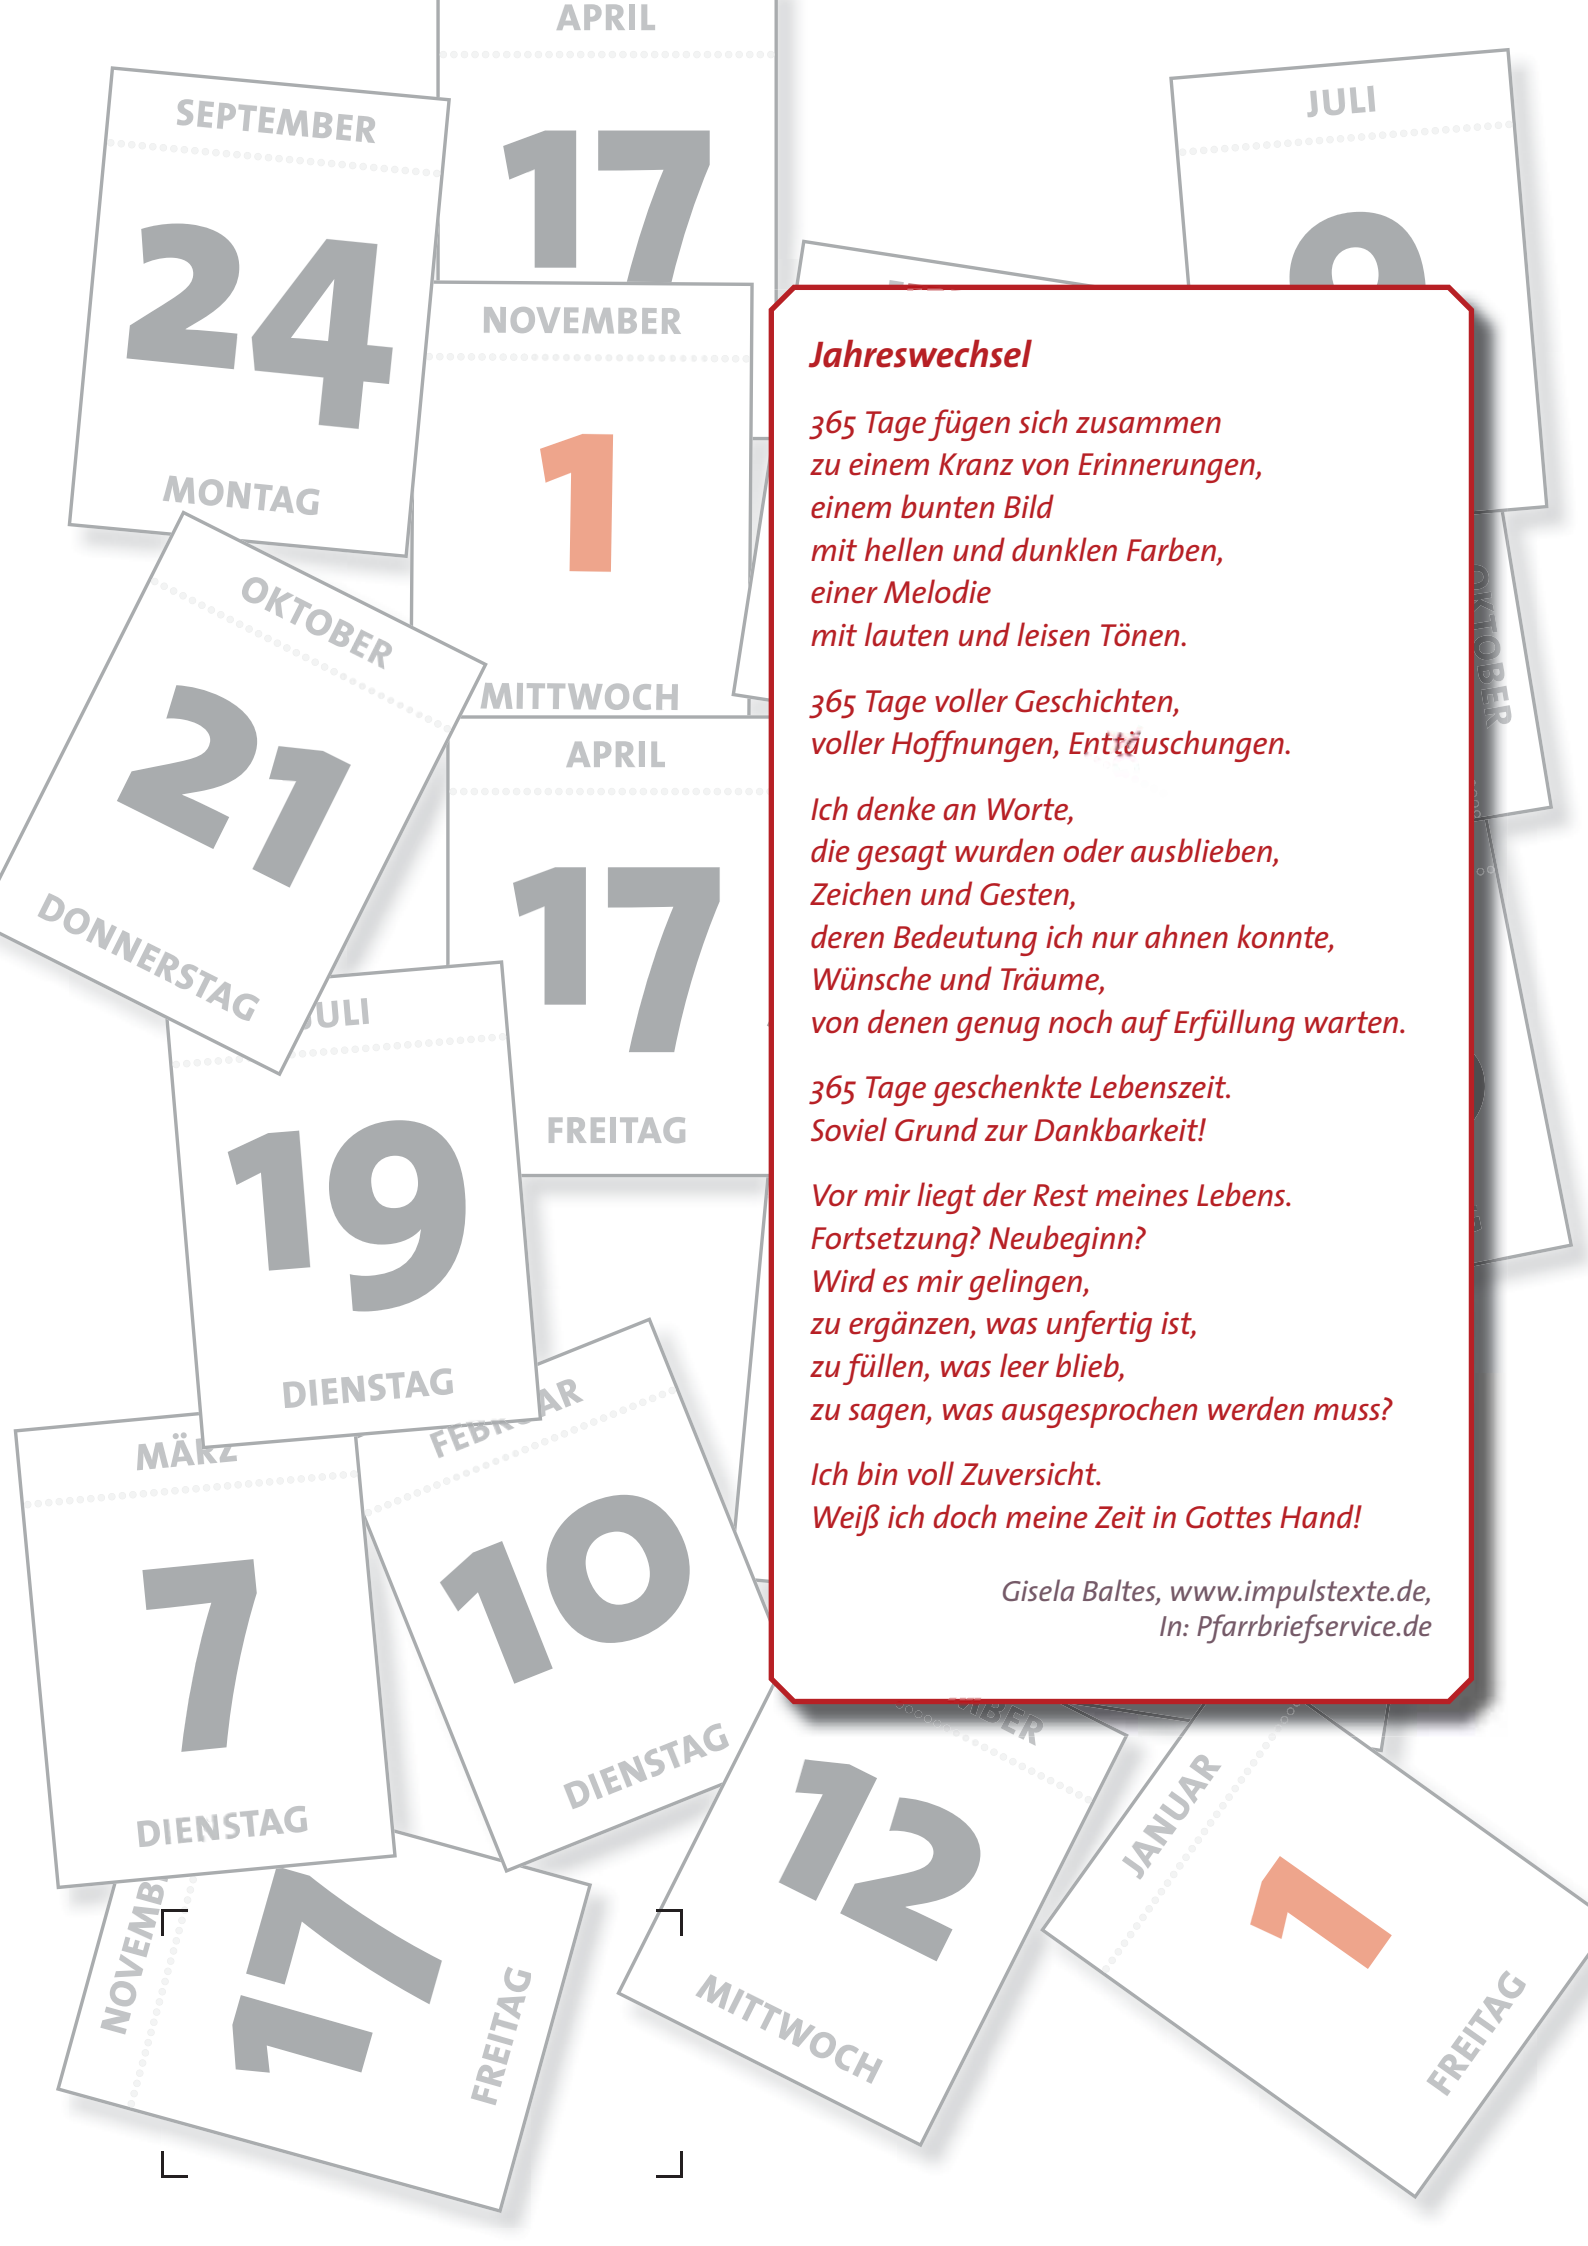 APRIL
17
SEPTEMBER
24
MONTAG
JULI
NOVEMBER
1
MITTWOCH
OKTOBER
21
DONNERSTAG
APRIL
17
FREITAG
JULI
19
DIENSTAG
MÄRZ
7
DIENSTAG
FEBRUAR
10
DIENSTAG
OKTOBER
Jahreswechsel
365 Tage fügen sich zusammen
zu einem Kranz von Erinnerungen,
einem bunten Bild
mit hellen und dunklen Farben,
einer Melodie
mit lauten und leisen Tönen.
365 Tage voller Geschichten,
voller Hoffnungen, Enttäuschungen.
Ich denke an Worte,
die gesagt wurden oder ausblieben,
Zeichen und Gesten,
deren Bedeutung ich nur ahnen konnte,
Wünsche und Träume,
von denen genug noch auf Erfüllung warten.
365 Tage geschenkte Lebenszeit.
Soviel Grund zur Dankbarkeit!
Vor mir liegt der Rest meines Lebens.
Fortsetzung? Neubeginn?
Wird es mir gelingen,
zu ergänzen, was unfertig ist,
zu füllen, was leer blieb,
zu sagen, was ausgesprochen werden muss?
Ich bin voll Zuversicht.
Weiß ich doch meine Zeit in Gottes Hand!
Gisela Baltes, www.impulstexte.de,
In: Pfarrbriefservice.de
NOVEMB
17
FREITAG
MBER
12
MITTWOCH
JANUAR
1
FREITAG